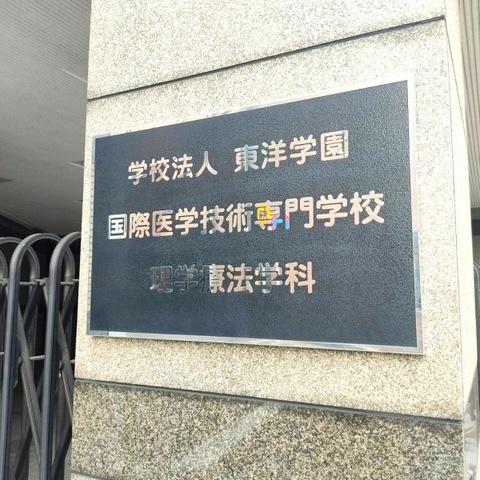 学校法人 東洋学園
国際医学技術専門学校
理学療法学科